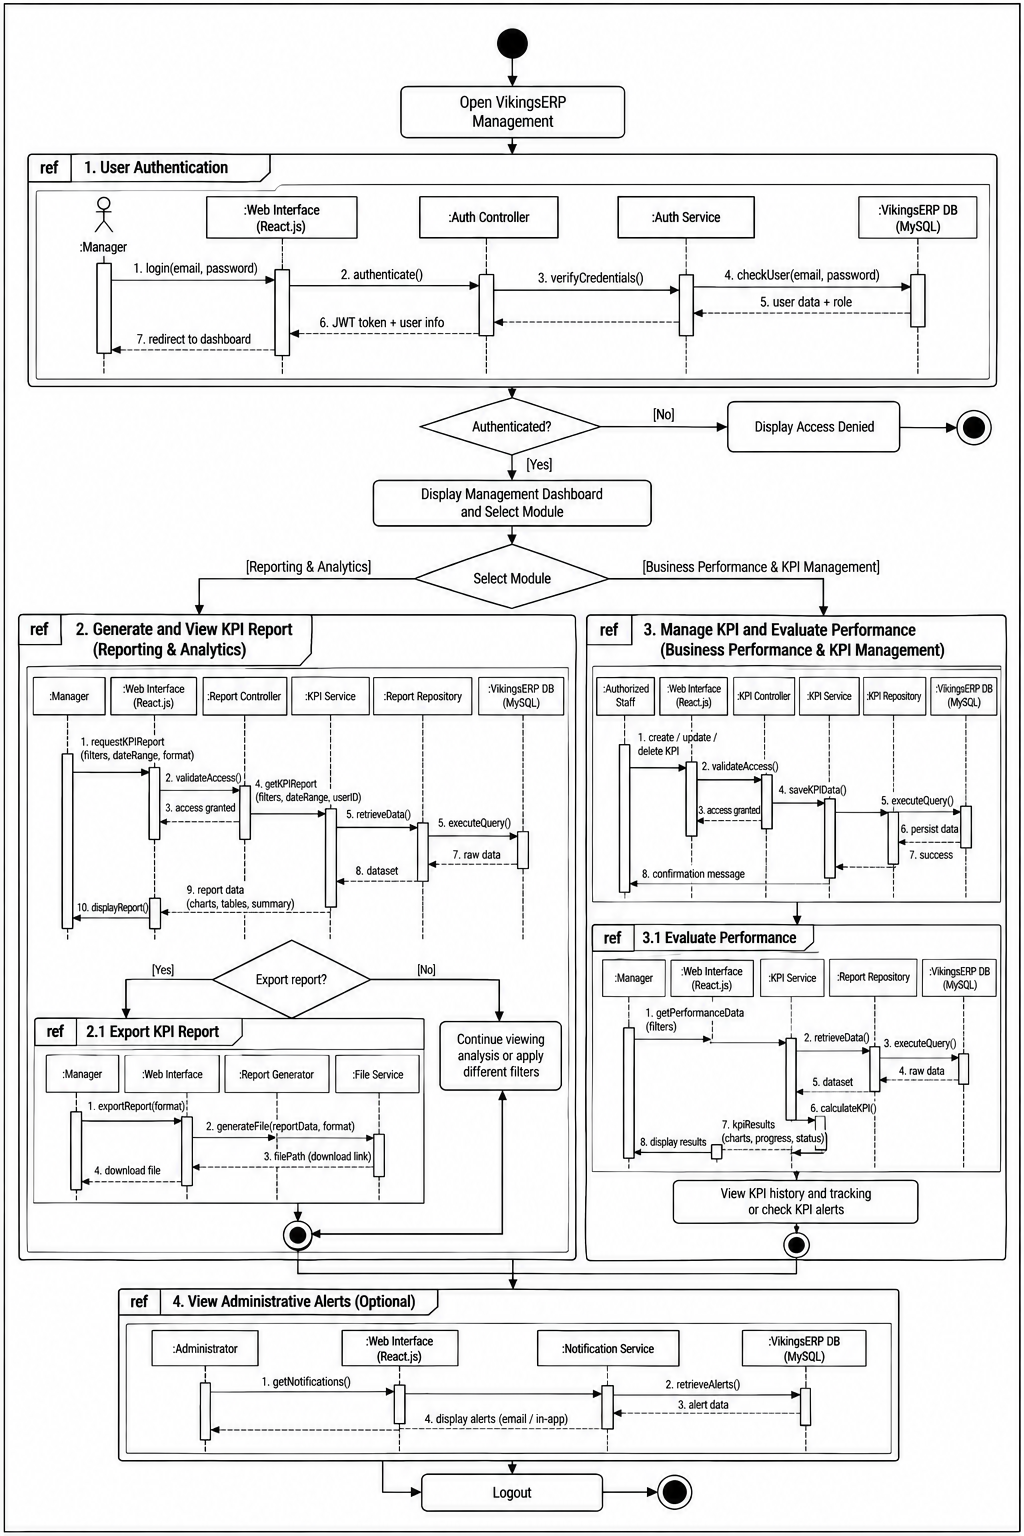 Open VikingsERP
Management
ref
1. User Authentication
:Manager
:Web Interface
(React.js)
:Auth Controller
:Auth Service
:VikingsERP DB
(MySQL)
1. login(email, password)
2. authenticate()
3. verifyCredentials()
4. checkUser(email, password)
5. user data + role
6. JWT token + user info
7. redirect to dashboard
Authenticated?
[No]
Display Access Denied
[Yes]
Display Management Dashboard
and Select Module
[Reporting & Analytics]
Select Module
[Business Performance & KPI Management]
ref
2. Generate and View KPI Report
(Reporting & Analytics)
:Manager
:Web Interface
(React.js)
:Report Controller
:KPI Service
:Report Repository
:VikingsERP DB
(MySQL)
1. requestKPIReport
(filters, dateRange, format)
2. validateAccess()
3. access granted
4. getKPIReport
(filters, dateRange, userID)
5. retrieveData()
5. executeQuery()
7. raw data
8. dataset
9. report data
(charts, tables, summary)
10. displayReport()
Export report?
[Yes]
[No]
ref
2.1 Export KPI Report
:Manager
:Web Interface
:Report Generator
:File Service
1. exportReport(format)
2. generateFile(reportData, format)
3. filePath (download link)
4. download file
Continue viewing
analysis or apply
different filters
ref
3. Manage KPI and Evaluate Performance
(Business Performance & KPI Management)
:Authorized
Staff
:Web Interface
(React.js)
:KPI Controller
:KPI Service
:KPI Repository
:VikingsERP DB
(MySQL)
1. create / update /
delete KPI
2. validateAccess()
3. access granted
4. saveKPIData()
5. executeQuery()
6. persist data
7. success
8. confirmation message
ref
3.1 Evaluate Performance
:Manager
:Web Interface
(React.js)
:KPI Service
:Report Repository
:VikingsERP DB
(MySQL)
1. getPerformanceData
(filters)
2. retrieveData()
3. executeQuery()
4. raw data
5. dataset
6. calculateKPI()
7. kpiResults
(charts, progress, status)
8. display results
View KPI history and tracking
or check KPI alerts
ref
4. View Administrative Alerts (Optional)
:Administrator
:Web Interface
(React.js)
:Notification Service
:VikingsERP DB
(MySQL)
1. getNotifications()
2. retrieveAlerts()
3. alert data
4. display alerts (email / in-app)
Logout